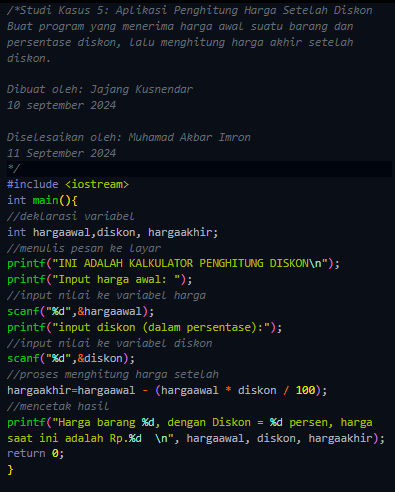 /*Studi Kasus 5: Aplikasi Penghitung Harga Setelah Diskon
Buat program yang menerima harga awal suatu barang dan
persentase diskon, lalu menghitung harga akhir setelah
diskon.
Dibuat oleh: Jajang Kusnendar
10 september 2024
Diselesaikan oleh: Muhamad Akbar Imron
11 September 2024
*/
#include <iostream>
int main(){
//deklarasi variabel
int hargaawal,diskon, hargaakhir;
//menulis pesan ke layar
printf("INI ADALAH KALKULATOR PENGHITUNG DISKON\n");
printf("Input harga awal: ");
//input nilai ke variabel harga
scanf("%d",&hargaawal);
printf("input diskon (dalam persentase):");
//input nilai ke variabel diskon
scanf("%d",&diskon);
//proses menghitung harga setelah
hargaakhir=hargaawal - (hargaawal * diskon / 100);
//mencetak hasil
printf("Harga barang %d, dengan Diskon = %d persen, harga
saat ini adalah Rp.%d  \n", hargaawal, diskon, hargaakhir);
return 0;
}